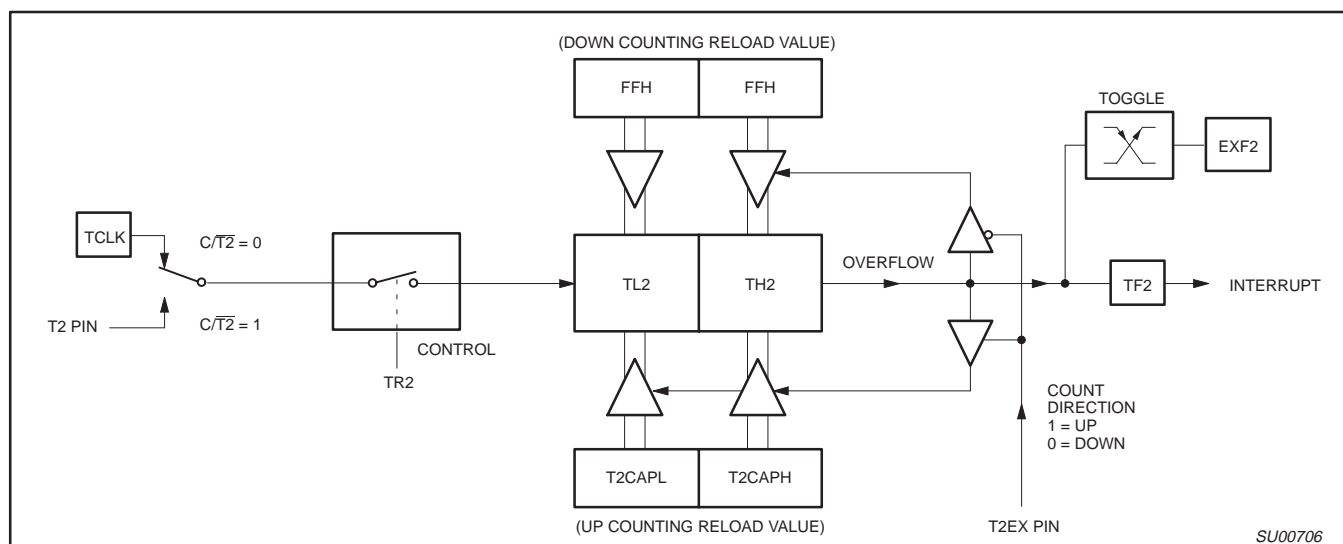 (DOWN COUNTING RELOAD VALUE)
FFH
FFH
TOGGLE
EXF2
TCLK
C/T2̅ = 0
TL2
TH2
OVERFLOW
TF2
INTERRUPT
T2 PIN
C/T2̅ = 1
CONTROL
TR2
COUNT
DIRECTION
1 = UP
0 = DOWN
T2CAPL
T2CAPH
(UP COUNTING RELOAD VALUE)
T2EX PIN
SU00706